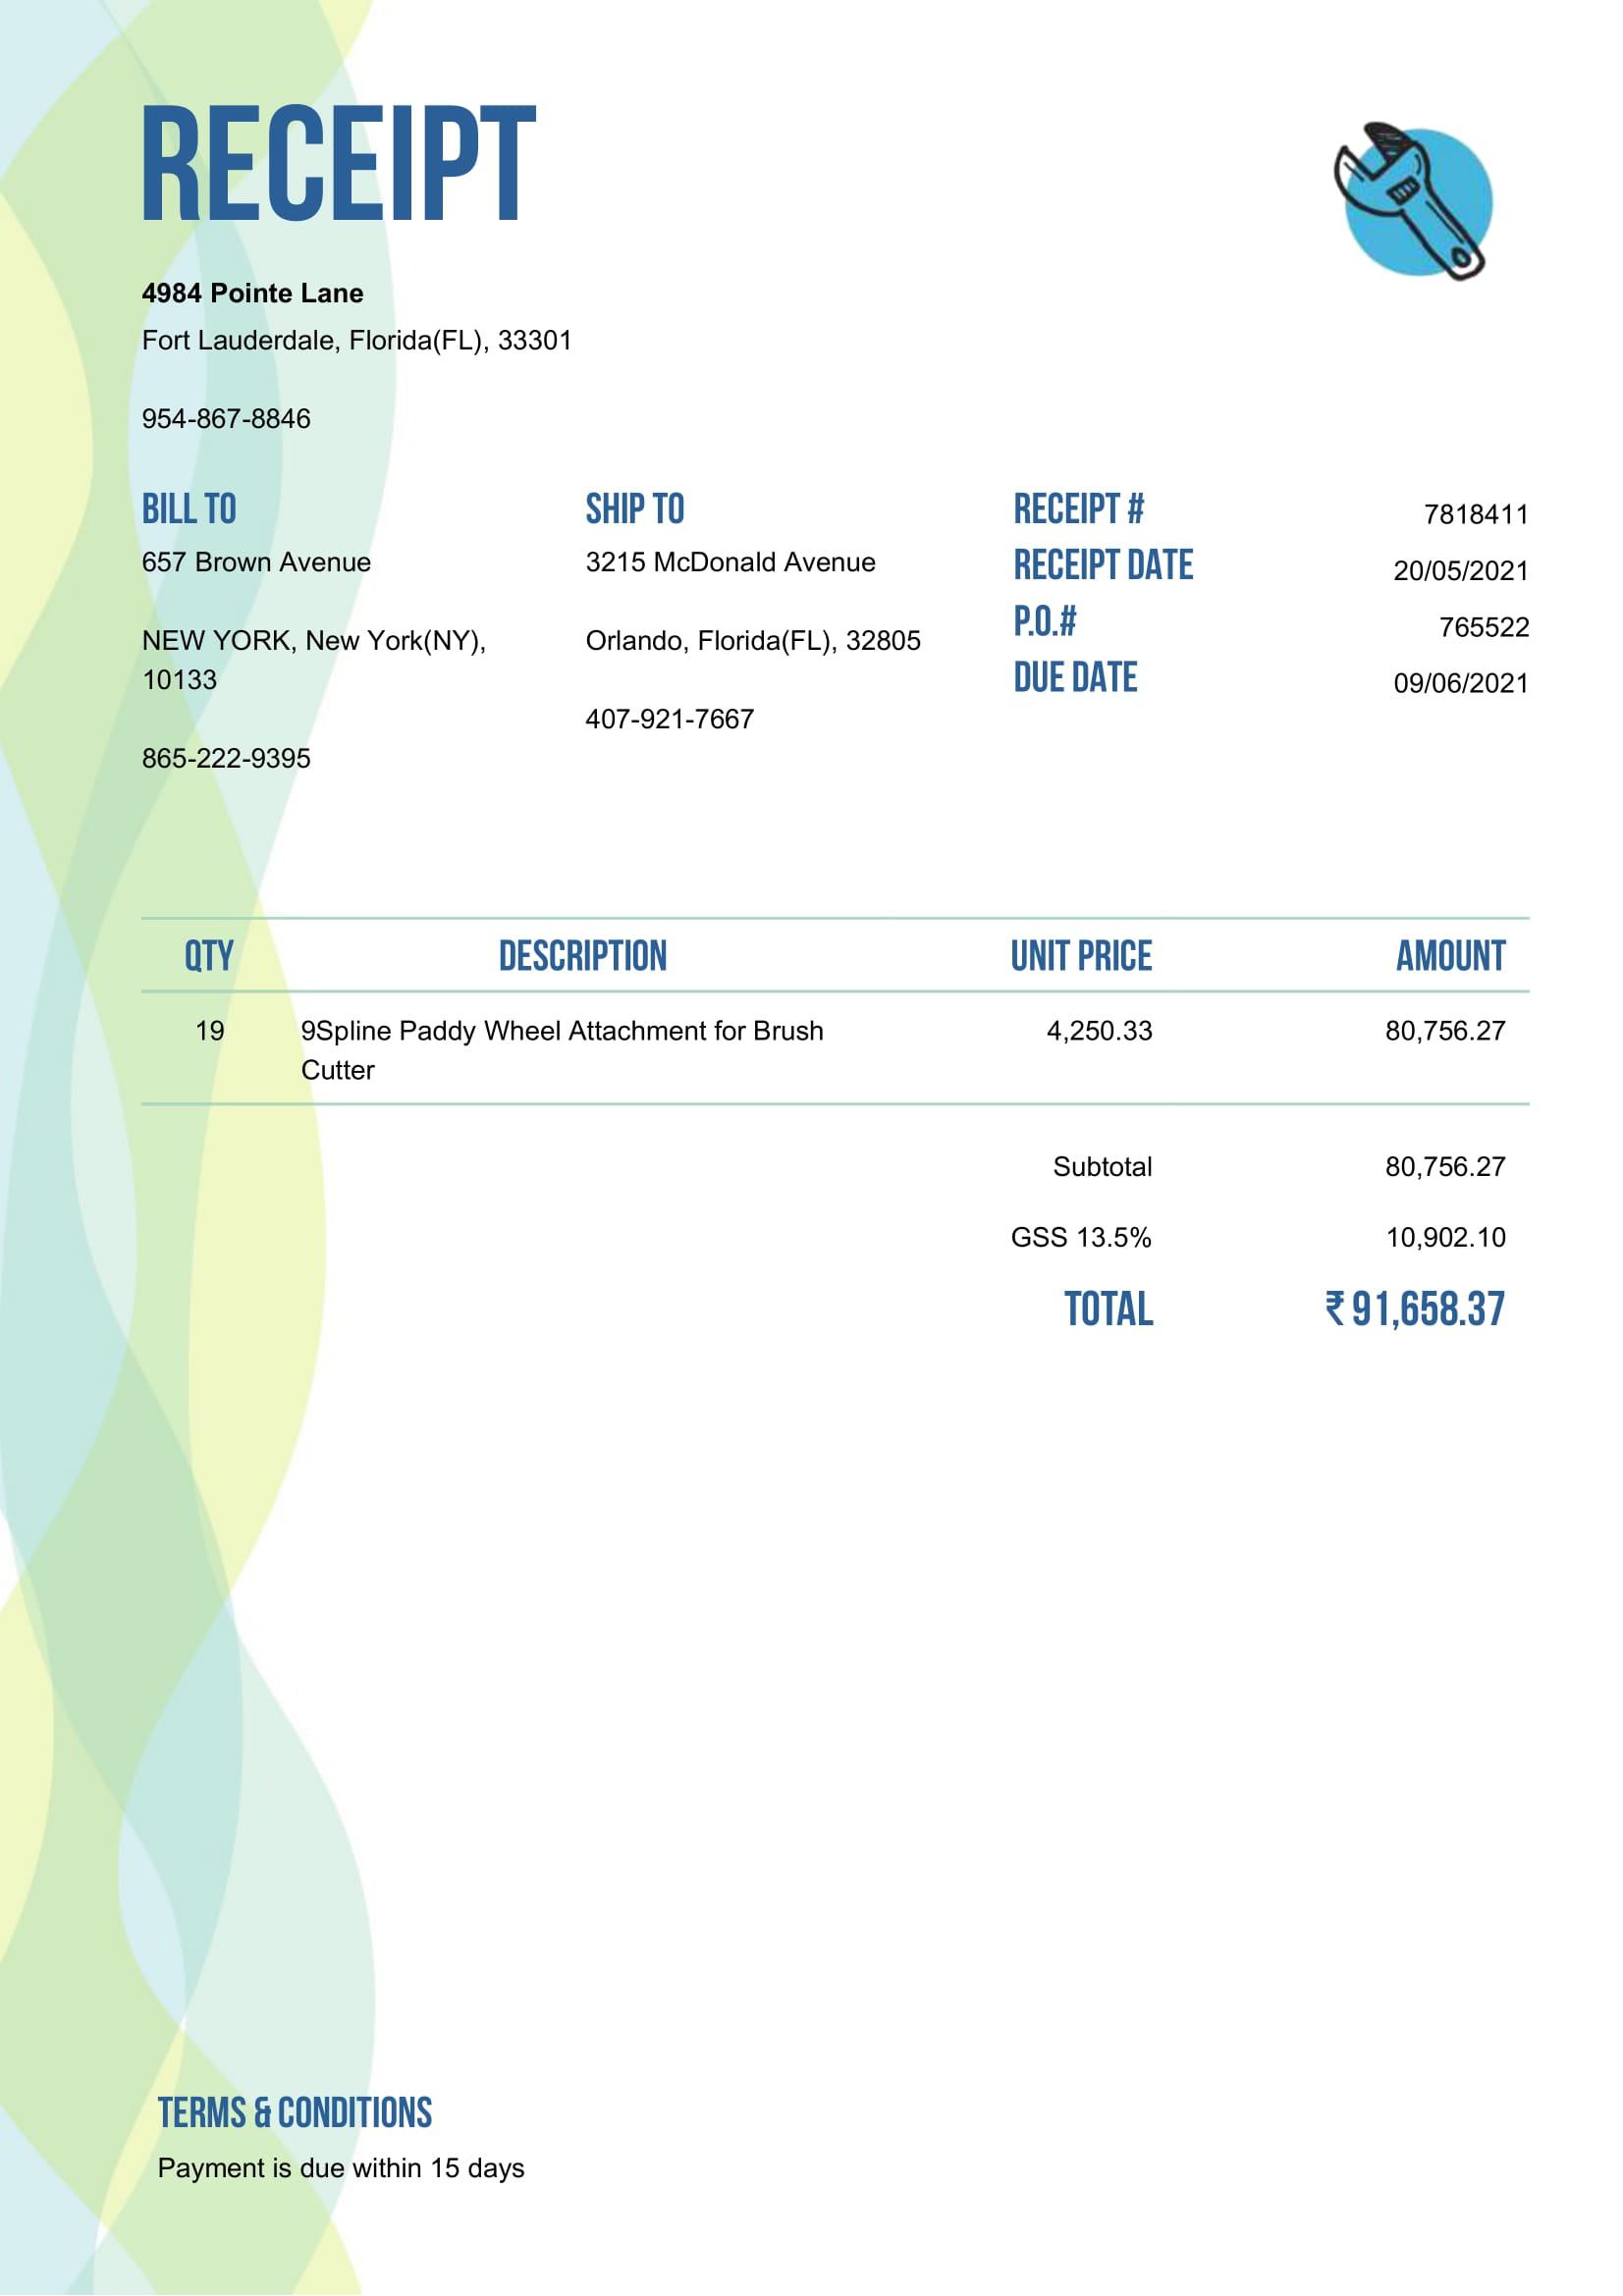 RECEIPT
4984 Pointe Lane
Fort Lauderdale, Florida(FL), 33301
954-867-8846
BILL TO
657 Brown Avenue
NEW YORK, New York(NY),
10133
865-222-9395
SHIP TO
3215 McDonald Avenue
Orlando, Florida(FL), 32805
407-921-7667
RECEIPT # 7818411
RECEIPT DATE 20/05/2021
P.O.# 765522
DUE DATE 09/06/2021
QTY DESCRIPTION UNIT PRICE AMOUNT
19 9Spline Paddy Wheel Attachment for Brush 4,250.33 80,756.27
Cutter
Subtotal 80,756.27
GSS 13.5% 10,902.10
TOTAL ₹ 91,658.37
TERMS & CONDITIONS
Payment is due within 15 days